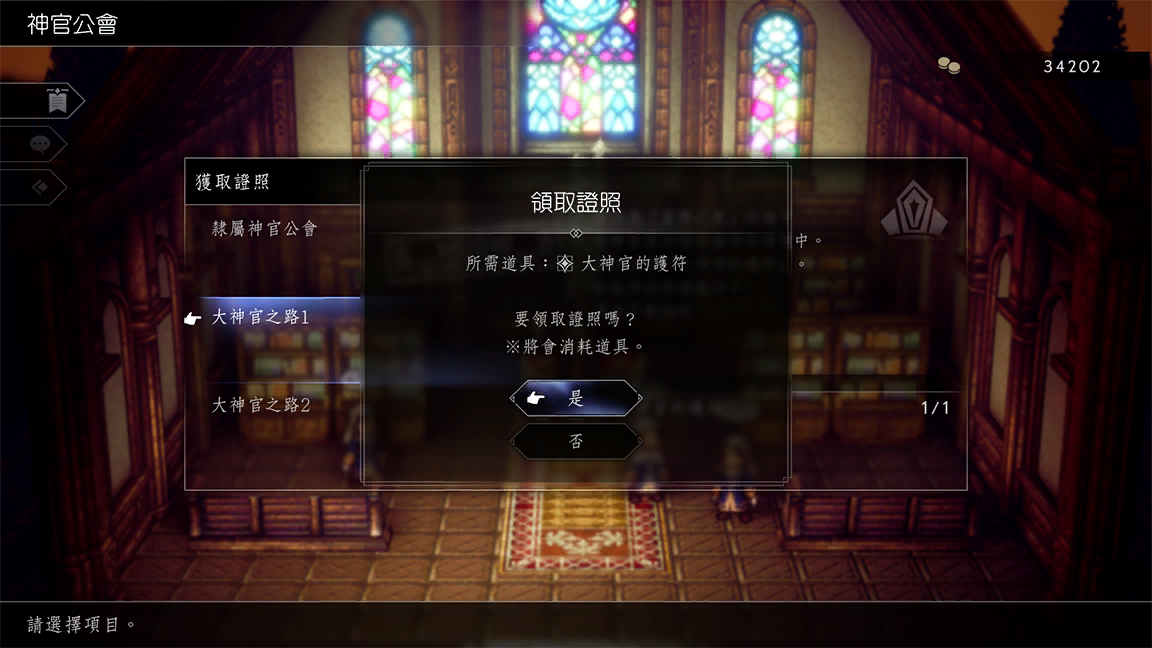 神官公會
34202
獲取證照
隸屬神官公會
大神官之路1
大神官之路2
領取證照
所需道具：大神官的護符
要領取證照嗎？
※將會消耗道具。
是
否
中。
。
1/1
請選擇項目。